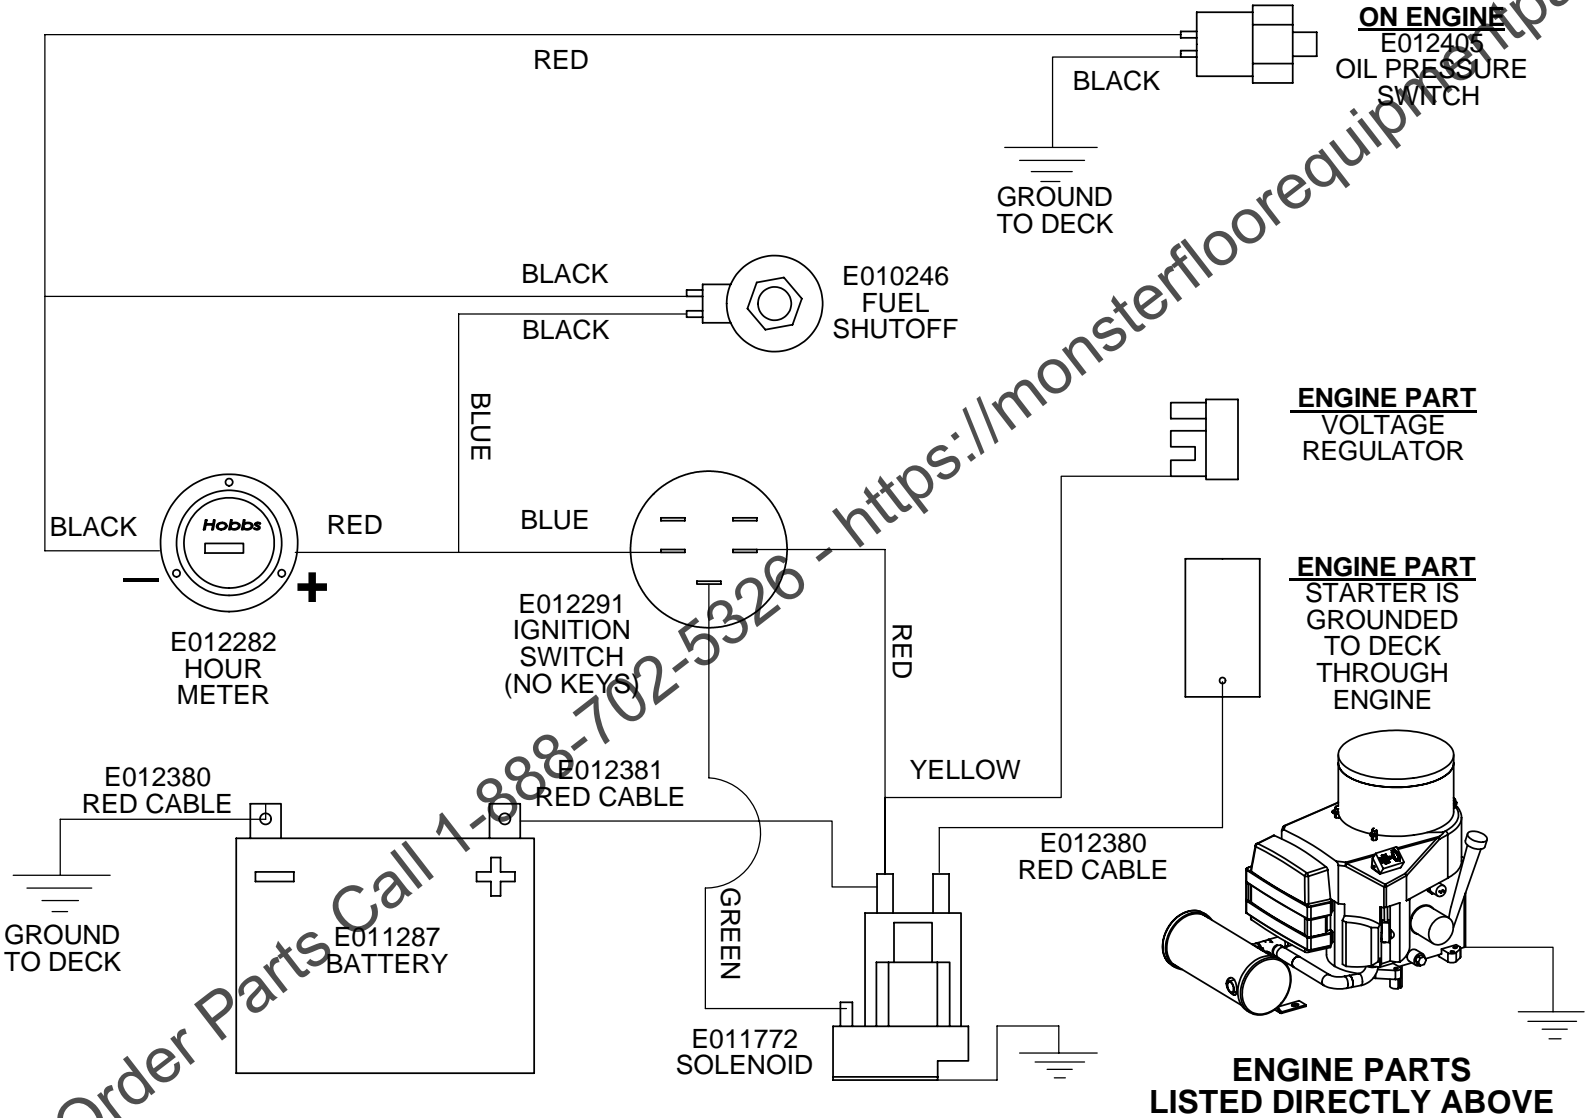 ON ENGINE
E012405
OIL PRESSURE
SWITCH
RED
BLACK
GROUND
TO DECK
BLACK
BLACK
E010246
FUEL
SHUTOFF
BLUE
ENGINE PART
VOLTAGE
REGULATOR
BLACK
Hobbs
RED
BLUE
E012282
HOUR
METER
E012291
IGNITION
SWITCH
(NO KEYS)
RED
ENGINE PART
STARTER IS
GROUNDED
TO DECK
THROUGH
ENGINE
E012380
RED CABLE
E012381
RED CABLE
YELLOW
E012380
RED CABLE
GROUND
TO DECK
E011287
BATTERY
GREEN
E011772
SOLENOID
ENGINE PARTS
LISTED DIRECTLY ABOVE
Order Parts Call 1-888-702-5326 - https://monsterfloorequipmentpa